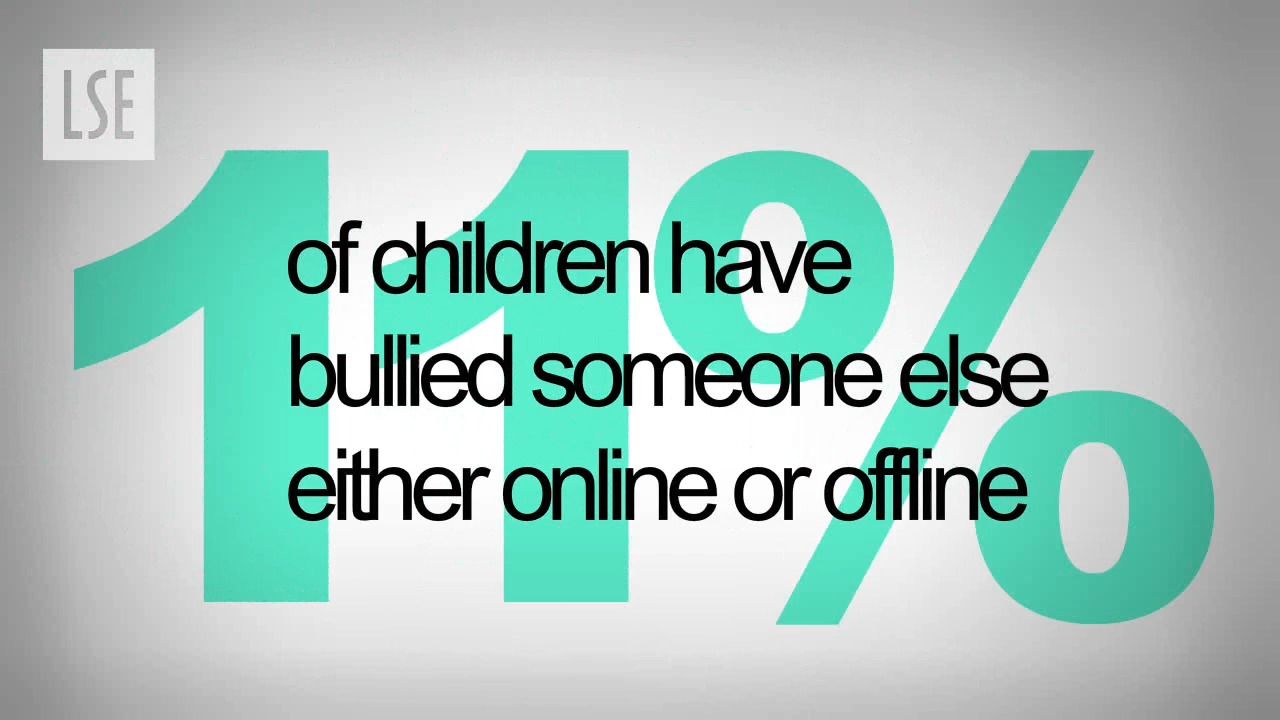 LSE
11%
of children have
bullied someone else
either online or offline